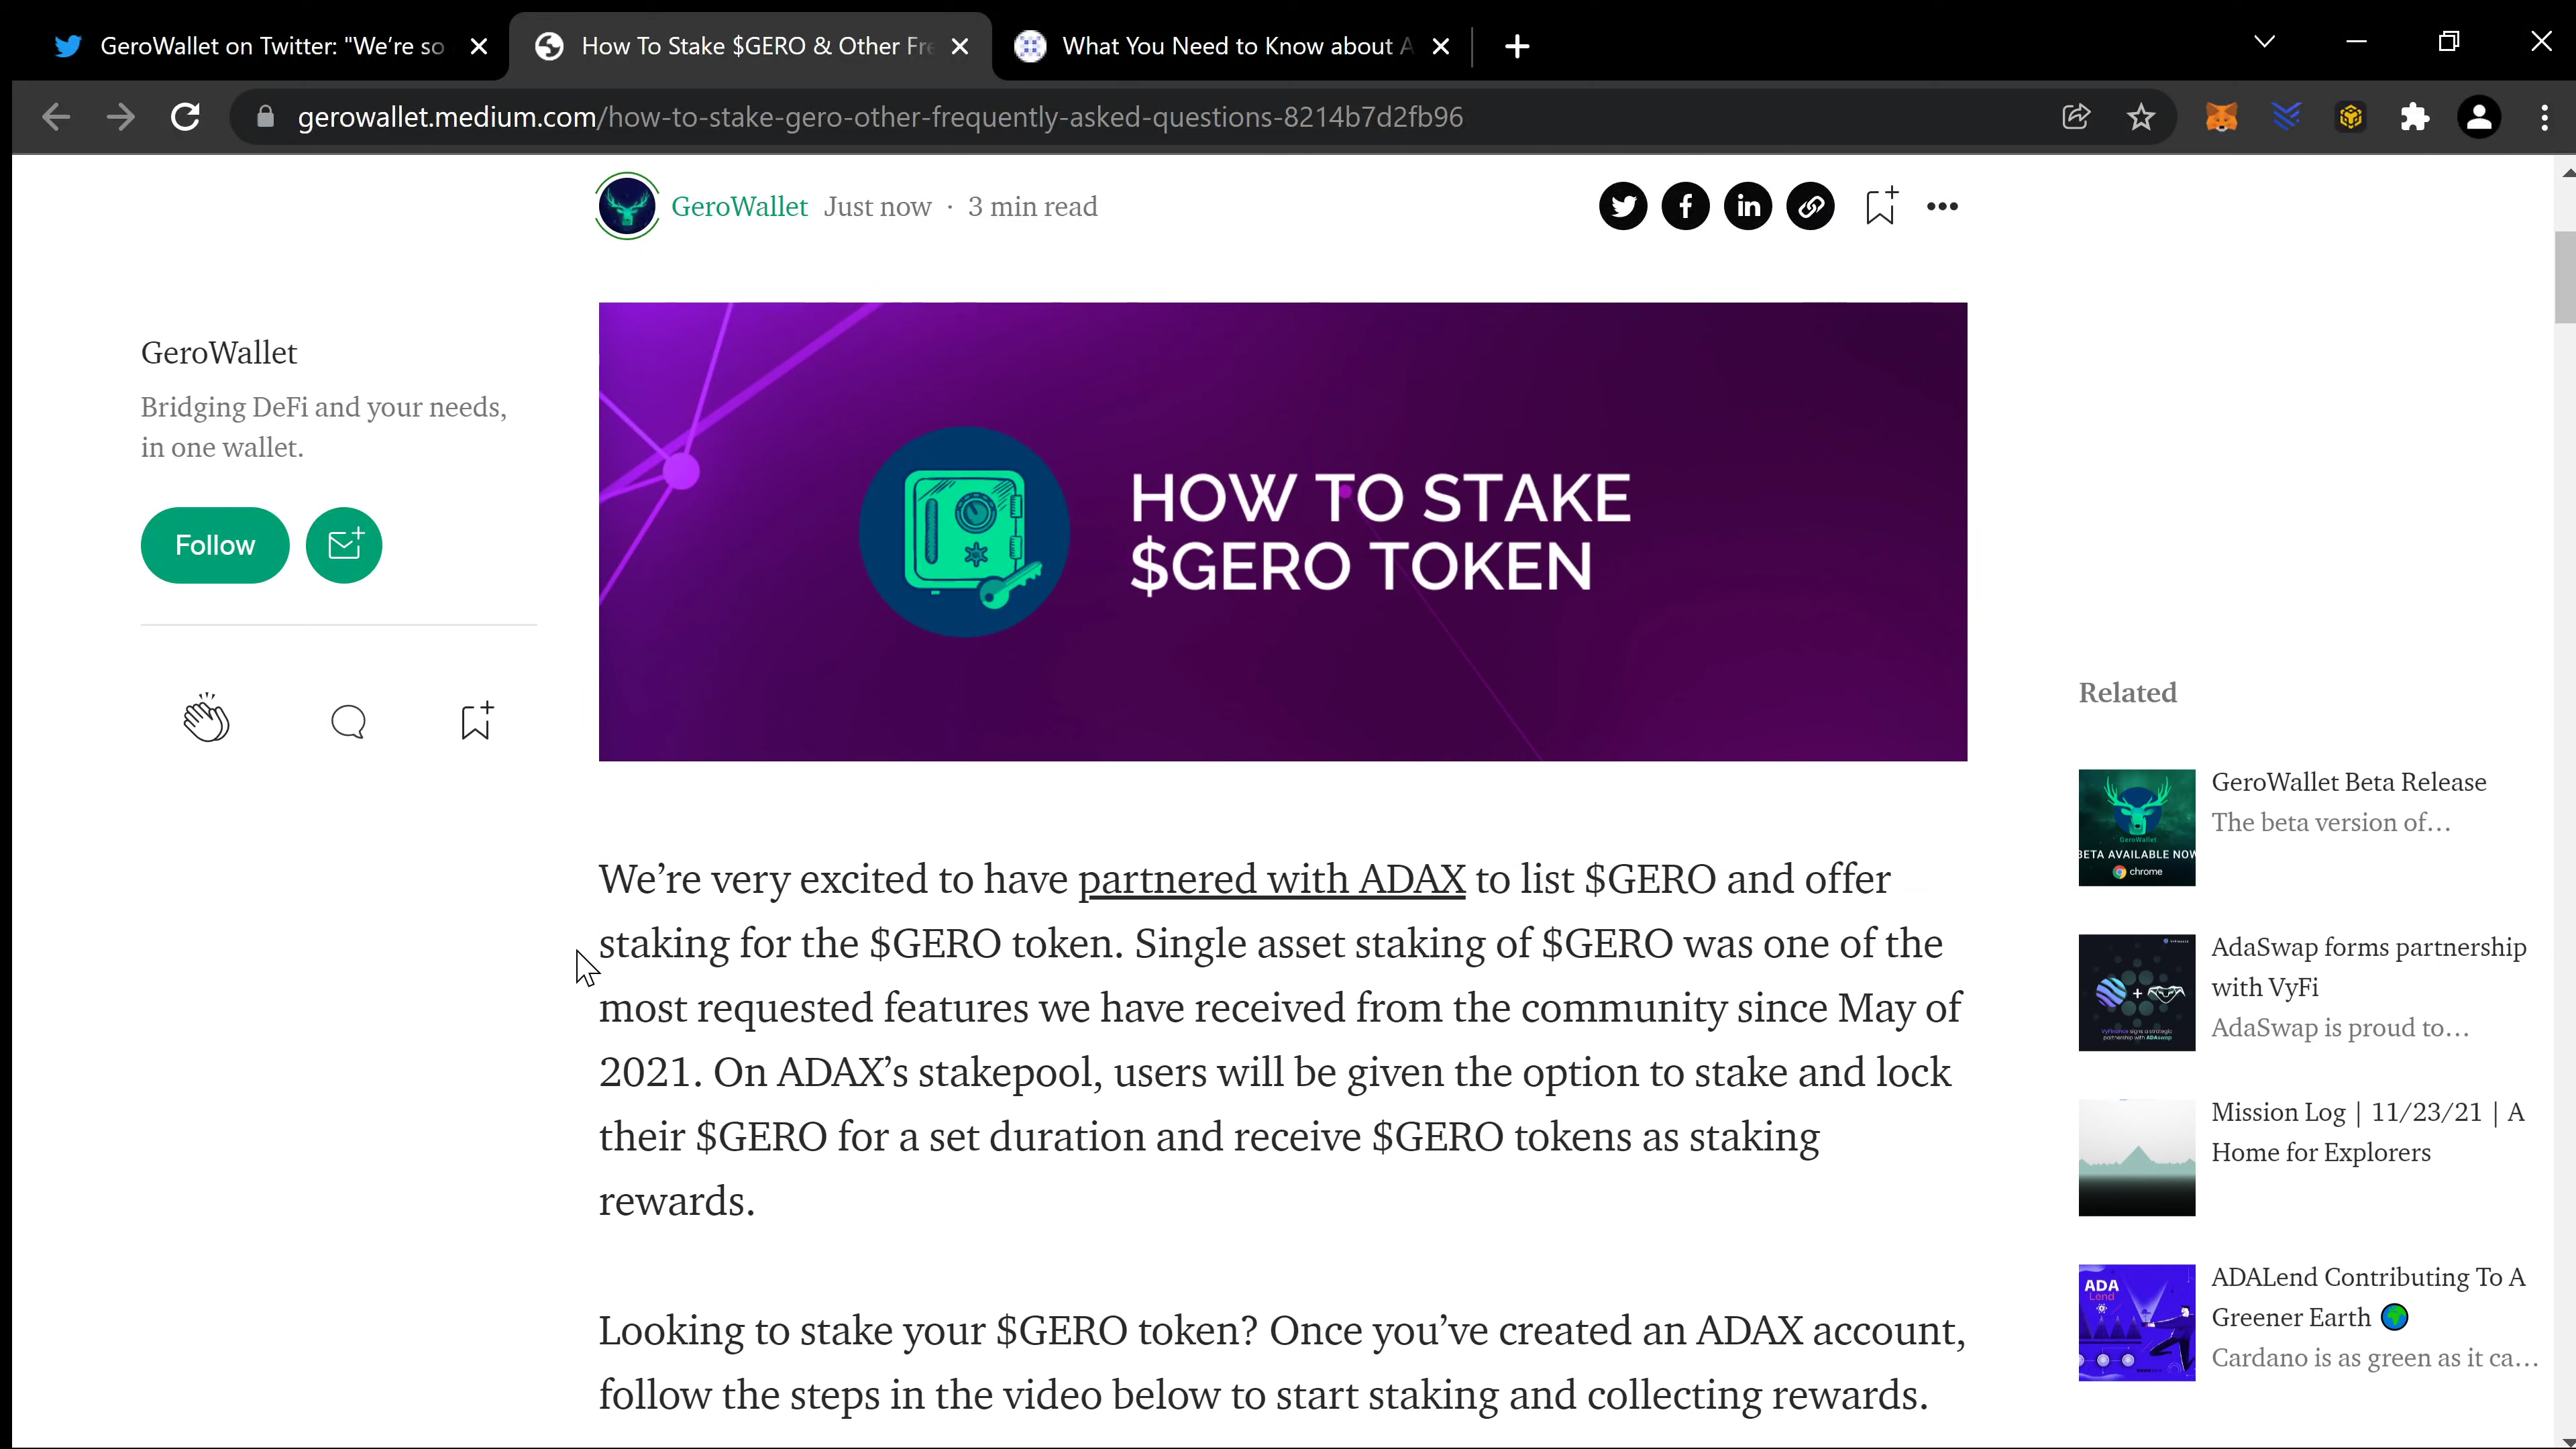 GeroWallet on Twitter: "We're so
How To Stake $GERO & Other Fre
What You Need to Know about A
gerowallet.medium.com/how-to-stake-gero-other-frequently-asked-questions-8214b7d2fb96
GeroWallet Just now · 3 min read
GeroWallet
Bridging DeFi and your needs,
in one wallet.
Follow
HOW TO STAKE
$GERO TOKEN
We're very excited to have partnered with ADAX to list $GERO and offer
staking for the $GERO token. Single asset staking of $GERO was one of the
most requested features we have received from the community since May of
2021. On ADAX's stakepool, users will be given the option to stake and lock
their $GERO for a set duration and receive $GERO tokens as staking
rewards.
Looking to stake your $GERO token? Once you've created an ADAX account,
follow the steps in the video below to start staking and collecting rewards.
Related
GeroWallet
BETA AVAILABLE NOW
chrome
GeroWallet Beta Release
The beta version of…
AdaSwap forms partnership
with VyFi
AdaSwap is proud to…
Mission Log | 11/23/21 | A
Home for Explorers
ADA
Lend
ADALend Contributing To A
Greener Earth 🌍
Cardano is as green as it ca…